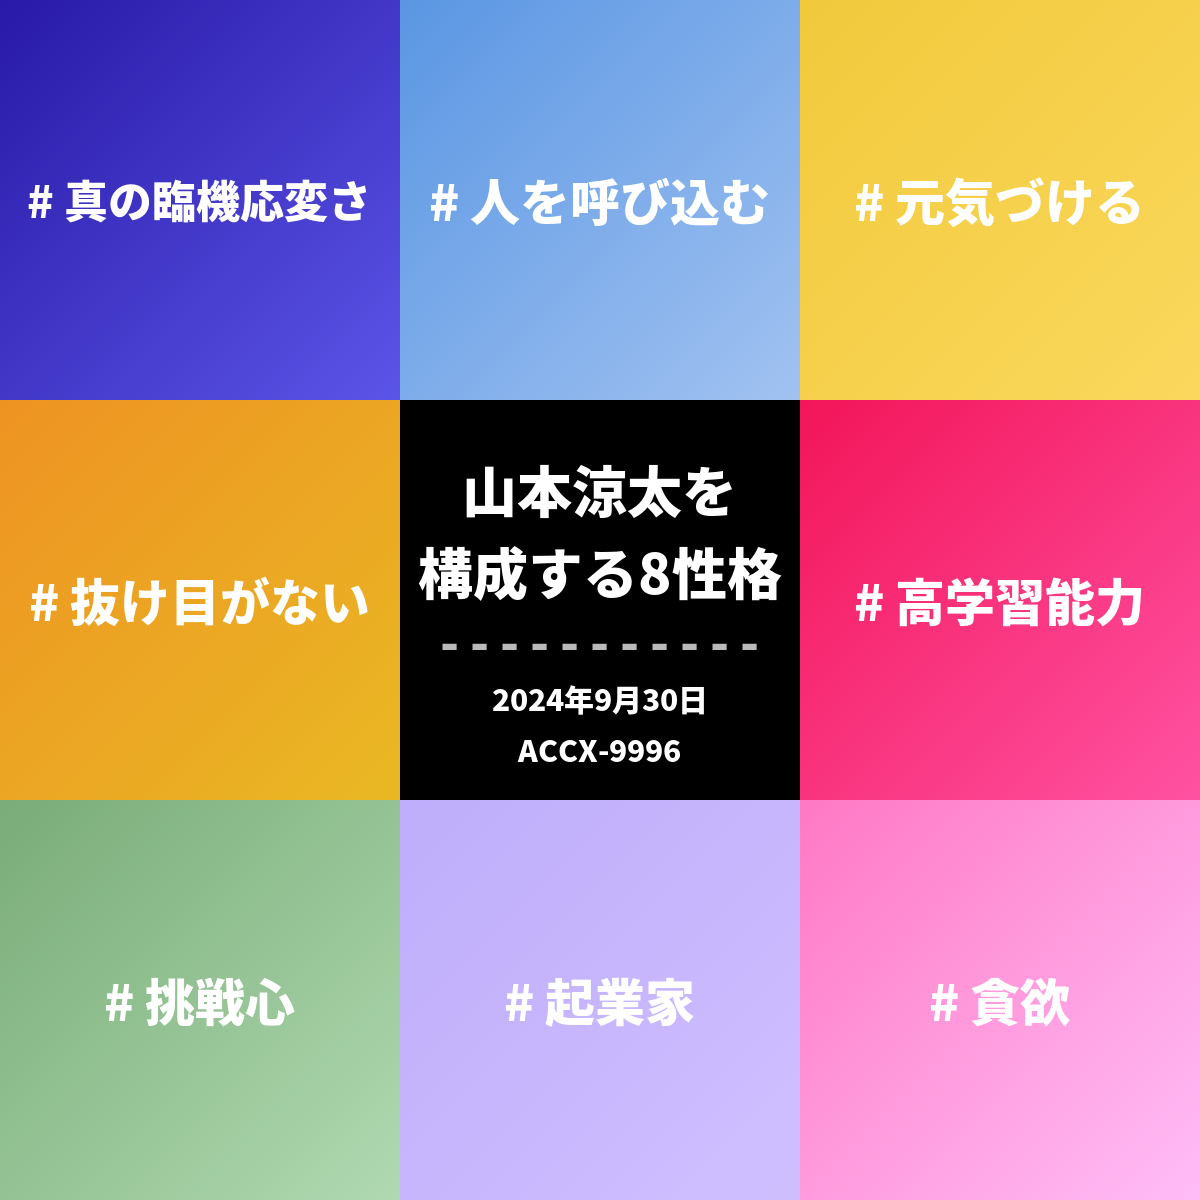 # 真の臨機応変さ
# 人を呼び込む
# 元気づける
# 抜け目がない
山本涼太を
構成する8性格
2024年9月30日
ACCX-9996
# 高学習能力
# 挑戦心
# 起業家
# 貪欲